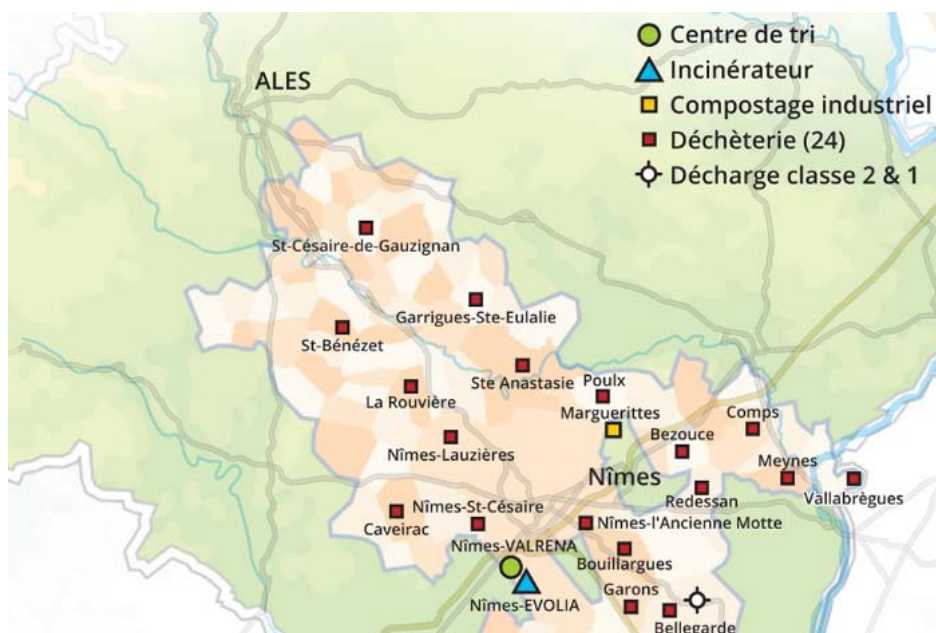 ALES
Centre de tri
Incinérateur
Compostage industriel
Déchèterie (24)
Décharge classe 2 & 1
St-Césaire-de-Gauzignan
Garrigues-Ste-Eulalie
St-Bénézet
Ste Anastasie
Poulx
La Rouvière
Marguerittes
Comps
Bezouce
Nîmes-Lauzières
Meynes
Nîmes
Redessan
Vallabrègues
Nîmes-St-Césaire
Caveirac
Nîmes-l'Ancienne Motte
Nîmes-VALRENA
Bouillargues
Garons
Nîmes-EVOLIA
Bellegarde